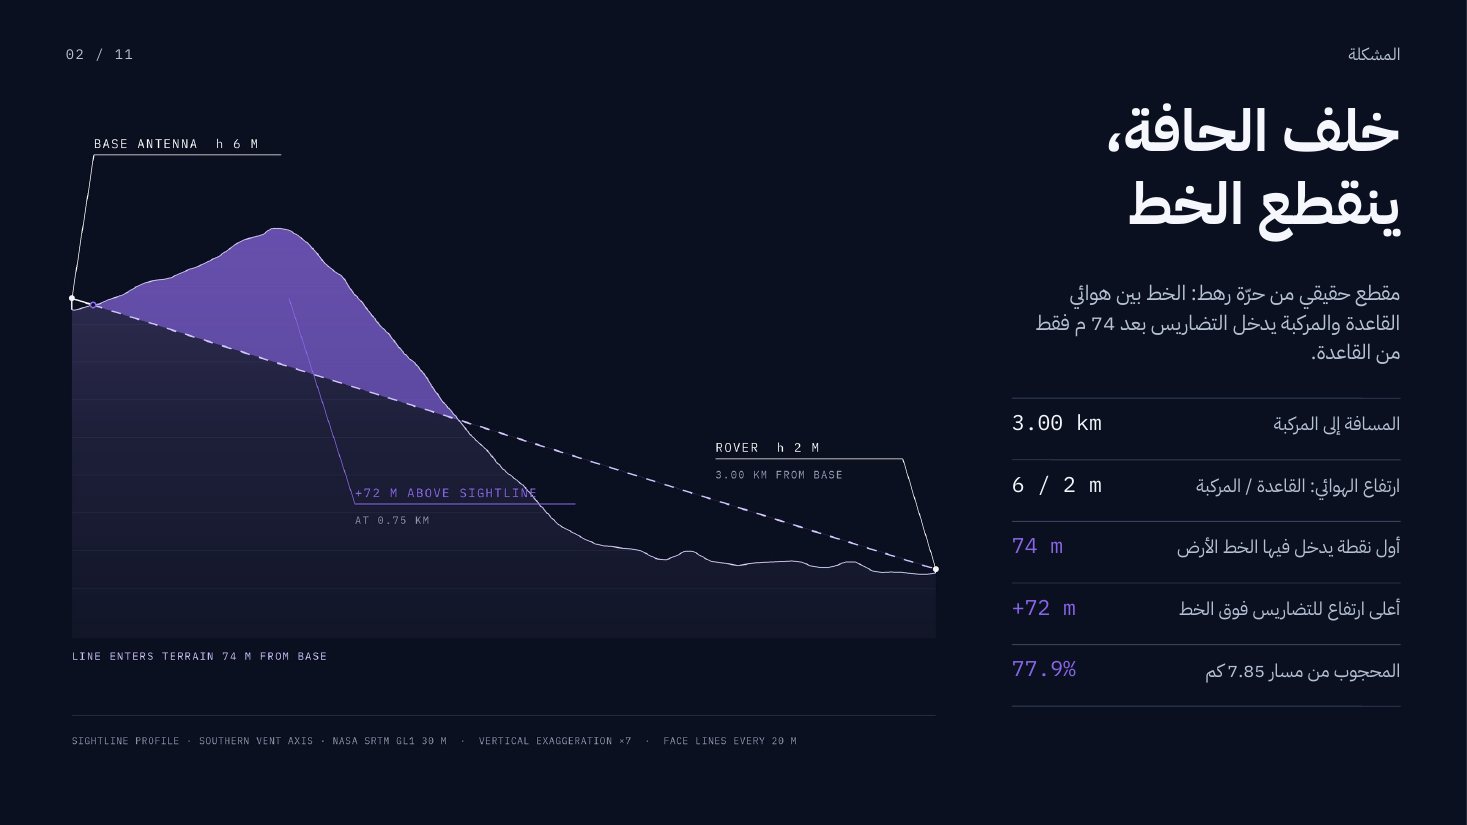 المشكلة
02 / 11
خلف الحافة،
ينقطع الخط
مقطع حقيقي من حرّة رهط: الخط بين هوائي
القاعدة والمركبة يدخل التضاريس بعد 74 م فقط
من القاعدة.
المسافة إلى المركبة 3.00 km
ارتفاع الهوائي: القاعدة / المركبة 6 / 2 m
أول نقطة يدخل فيها الخط الأرض 74 m
أعلى ارتفاع للتضاريس فوق الخط +72 m
المحجوب من مسار 7.85 كم 77.9%
BASE ANTENNA h 6 M
ROVER h 2 M
3.00 KM FROM BASE
+72 M ABOVE SIGHTLINE
AT 0.75 KM
LINE ENTERS TERRAIN 74 M FROM BASE
SIGHTLINE PROFILE · SOUTHERN VENT AXIS · NASA SRTM GL1 30 M · VERTICAL EXAGGERATION ×7 · FACE LINES EVERY 20 M